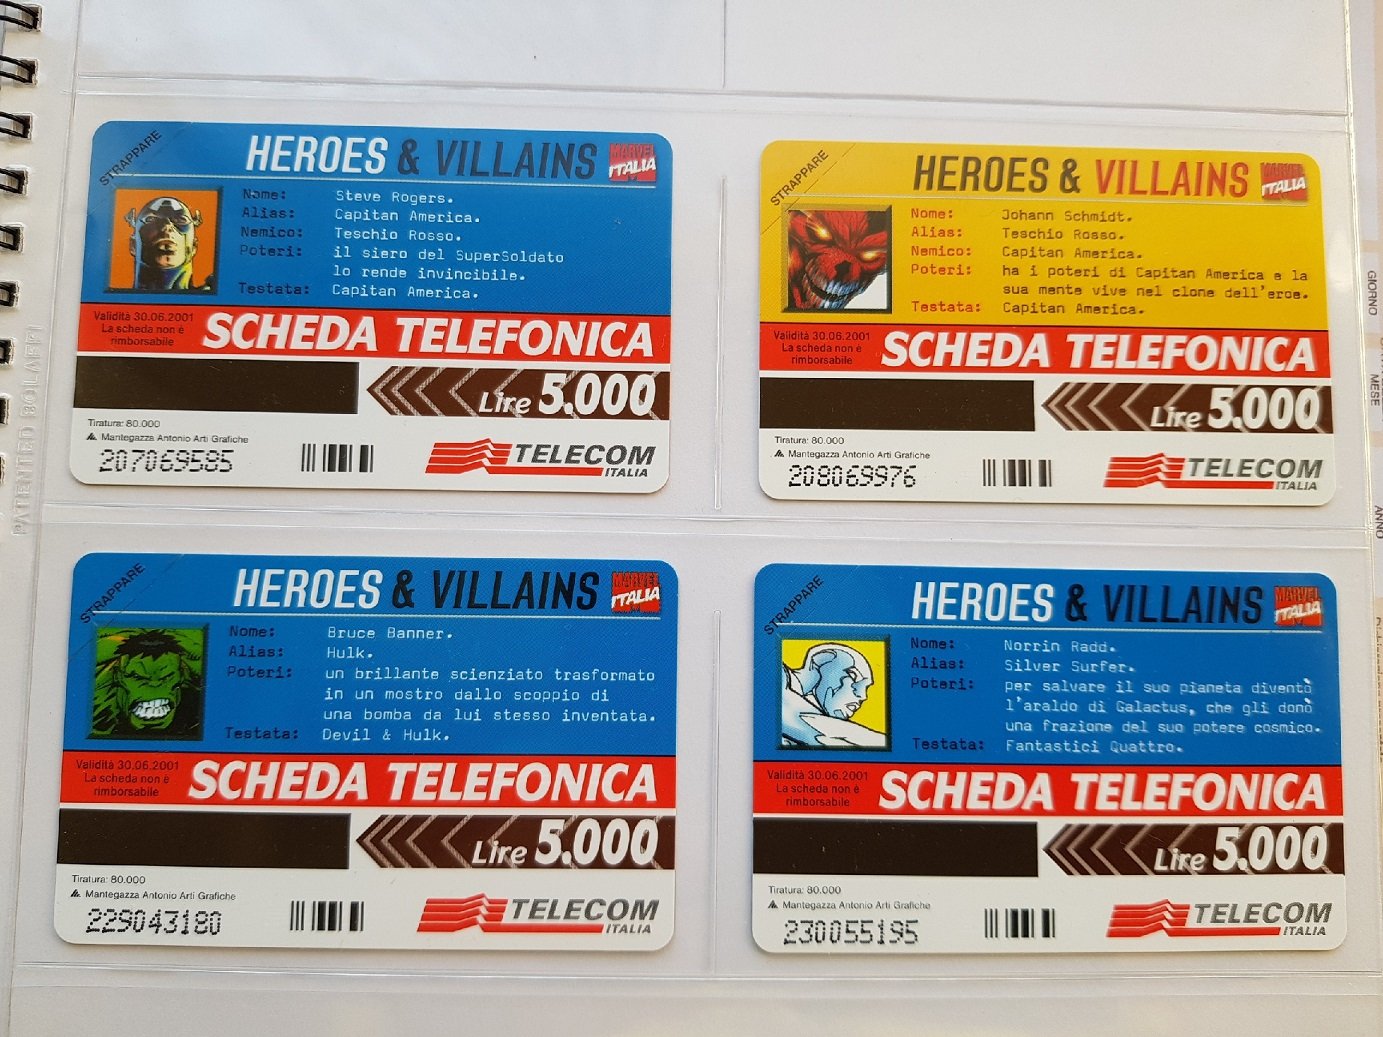 STRAPPARE
HEROES & VILLAINS
MARVEL
ITALIA
Nome: Steve Rogers.
Alias: Capitan America.
Nemico: Teschio Rosso.
Poteri: il siero del SuperSoldato
lo rende invincibile.
Testata: Capitan America.
Validità 30.06.2001
La scheda non è
rimborsabile
SCHEDA TELEFONICA
Lire 5.000
Tiratura: 80.000
Mantegazza Antonio Arti Grafiche
207069585
TELECOM
ITALIA
STRAPPARE
HEROES & VILLAINS
MARVEL
ITALIA
Nome: Johann Schmidt.
Alias: Teschio Rosso.
Nemico: Capitan America.
Poteri: ha i poteri di Capitan America e la
sua mente vive nel clone dell'eroe.
Testata: Capitan America.
Validità 30.06.2001
La scheda non è
rimborsabile
SCHEDA TELEFONICA
Lire 5.000
Tiratura: 80.000
Mantegazza Antonio Arti Grafiche
208069976
TELECOM
ITALIA
STRAPPARE
HEROES & VILLAINS
MARVEL
ITALIA
Nome: Bruce Banner.
Alias: Hulk.
Poteri: un brillante scienziato trasformato
in un mostro dallo scoppio di
una bomba da lui stesso inventata.
Testata: Devil & Hulk.
Validità 30.06.2001
La scheda non è
rimborsabile
SCHEDA TELEFONICA
Lire 5.000
Tiratura: 80.000
Mantegazza Antonio Arti Grafiche
229043180
TELECOM
ITALIA
STRAPPARE
HEROES & VILLAINS
MARVEL
ITALIA
Nome: Norrin Radd.
Alias: Silver Surfer.
Poteri: per salvare il suo pianeta diventò
l'araldo di Galactus, che gli donò
una frazione del suo potere cosmico.
Testata: Fantastici Quattro.
Validità 30.06.2001
La scheda non è
rimborsabile
SCHEDA TELEFONICA
Lire 5.000
Tiratura: 80.000
Mantegazza Antonio Arti Grafiche
230055195
TELECOM
ITALIA
GIORNO
MESE
ANNO
PATENTED